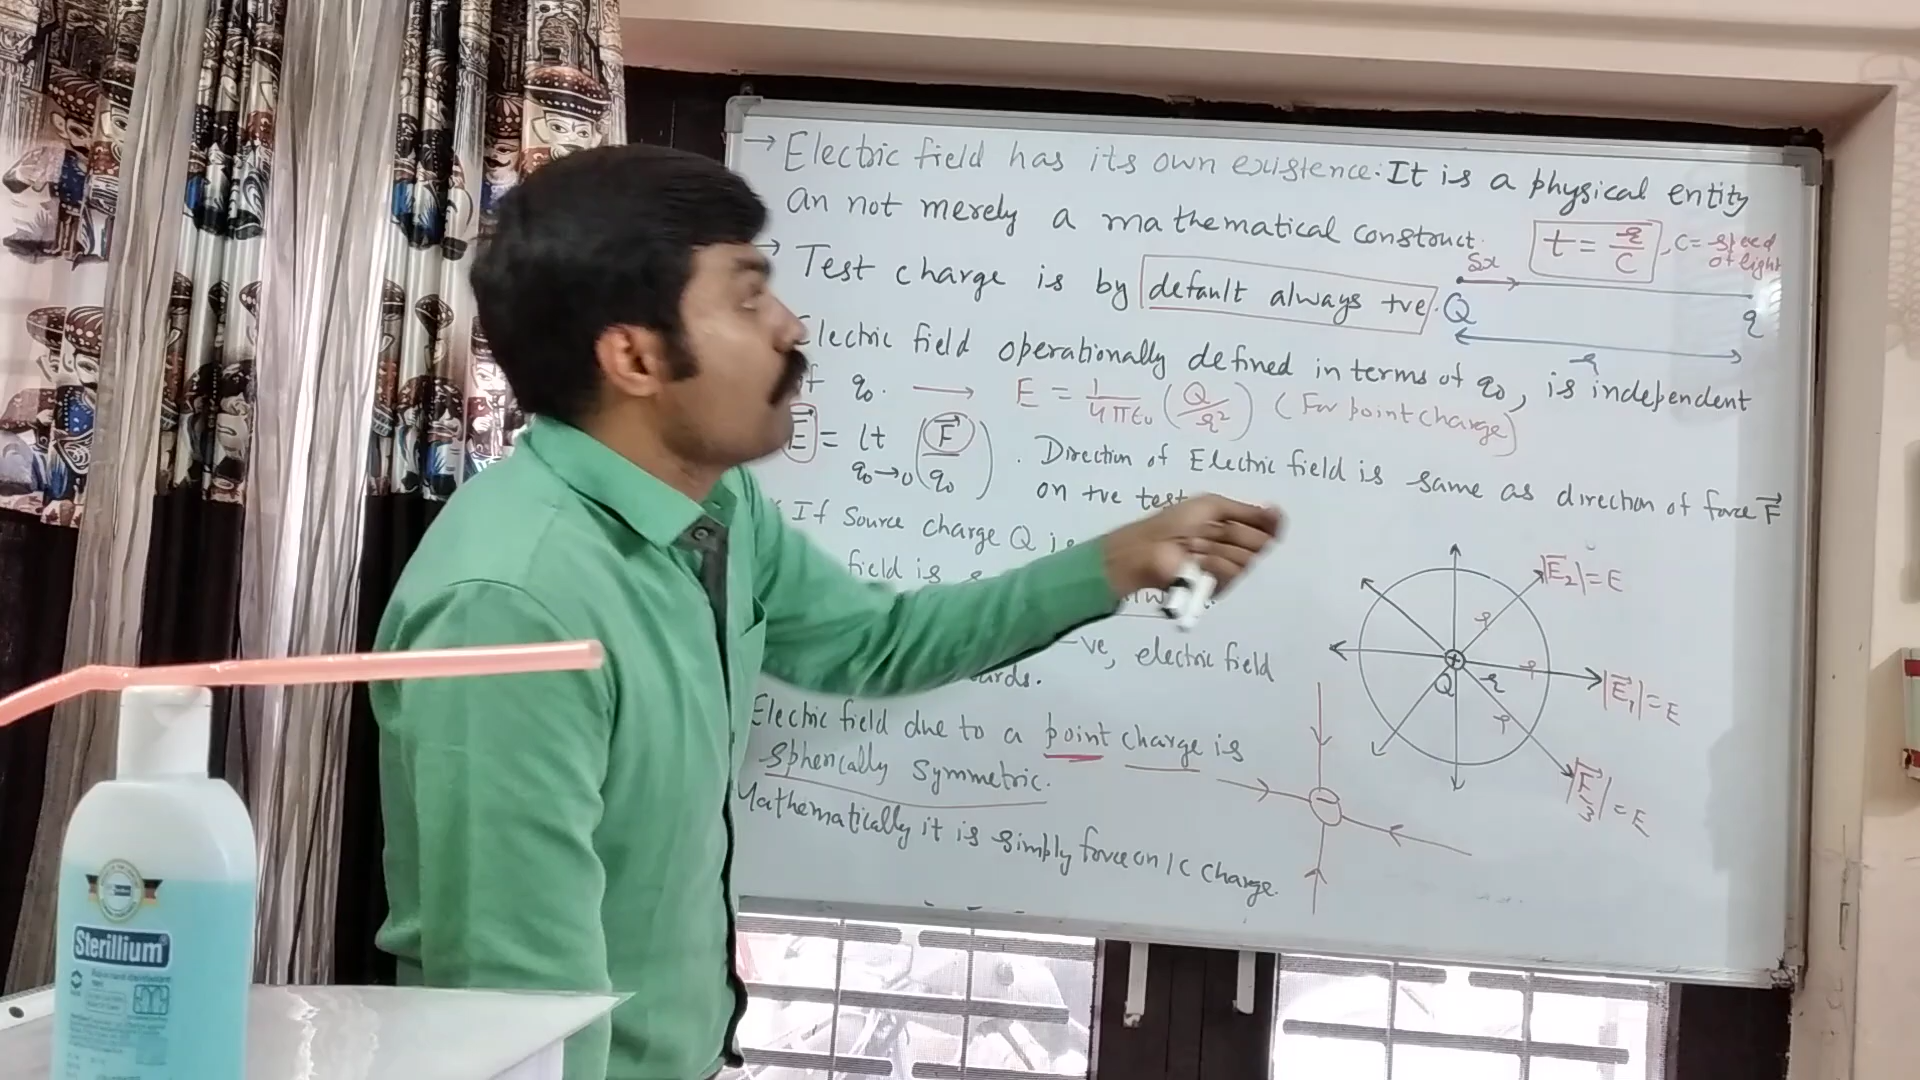 → Electric field has its own existence. It is a physical entity
an not merely a mathematical construct.
t = r/C , C = speed of light
→ Test charge is by default always +ve.
δx
Q
q
r
Electric field operationally defined in terms of q0, is independent
of q0. → E = 1/4πε0 (Q/r²) (For point charge)
E = lt q0→0 (F/q0) . Direction of Electric field is same as direction of force F
on +ve test
* If Source charge Q is
field is
-ve, electric field
Electric field due to a point charge is
Spherically Symmetric.
Mathematically it is simply force on 1C charge.
|E2| = E
|E1| = E
|E3| = E
+
Q
r
r
r
r
−
Sterillium